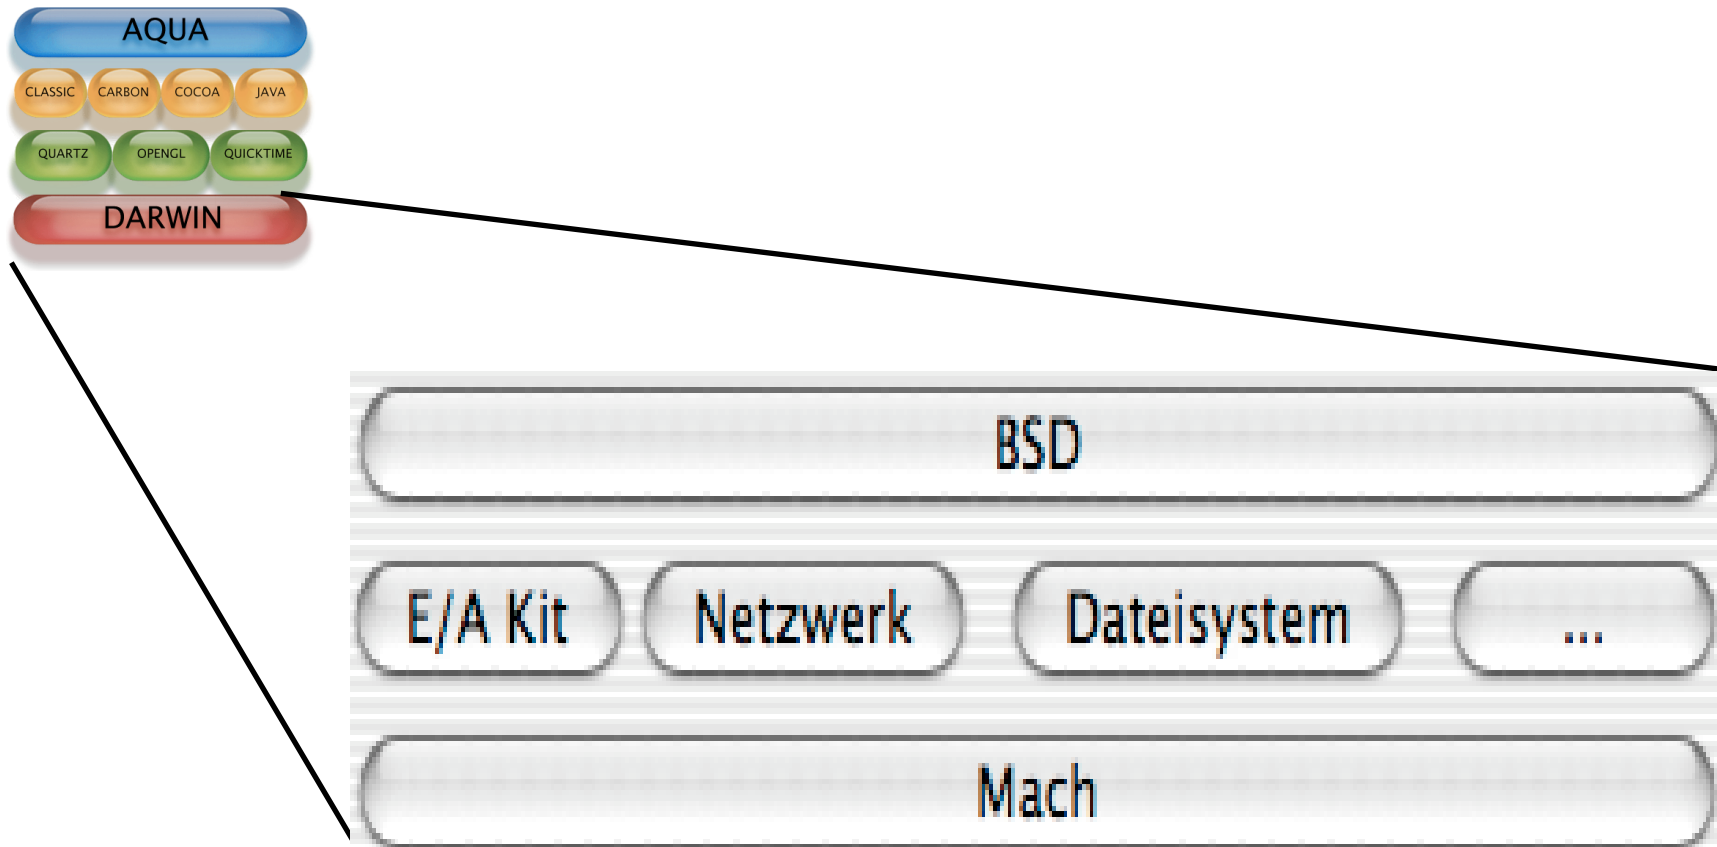 AQUA
CLASSIC CARBON COCOA JAVA
QUARTZ OPENGL QUICKTIME
DARWIN
BSD
E/A Kit Netzwerk Dateisystem ...
Mach